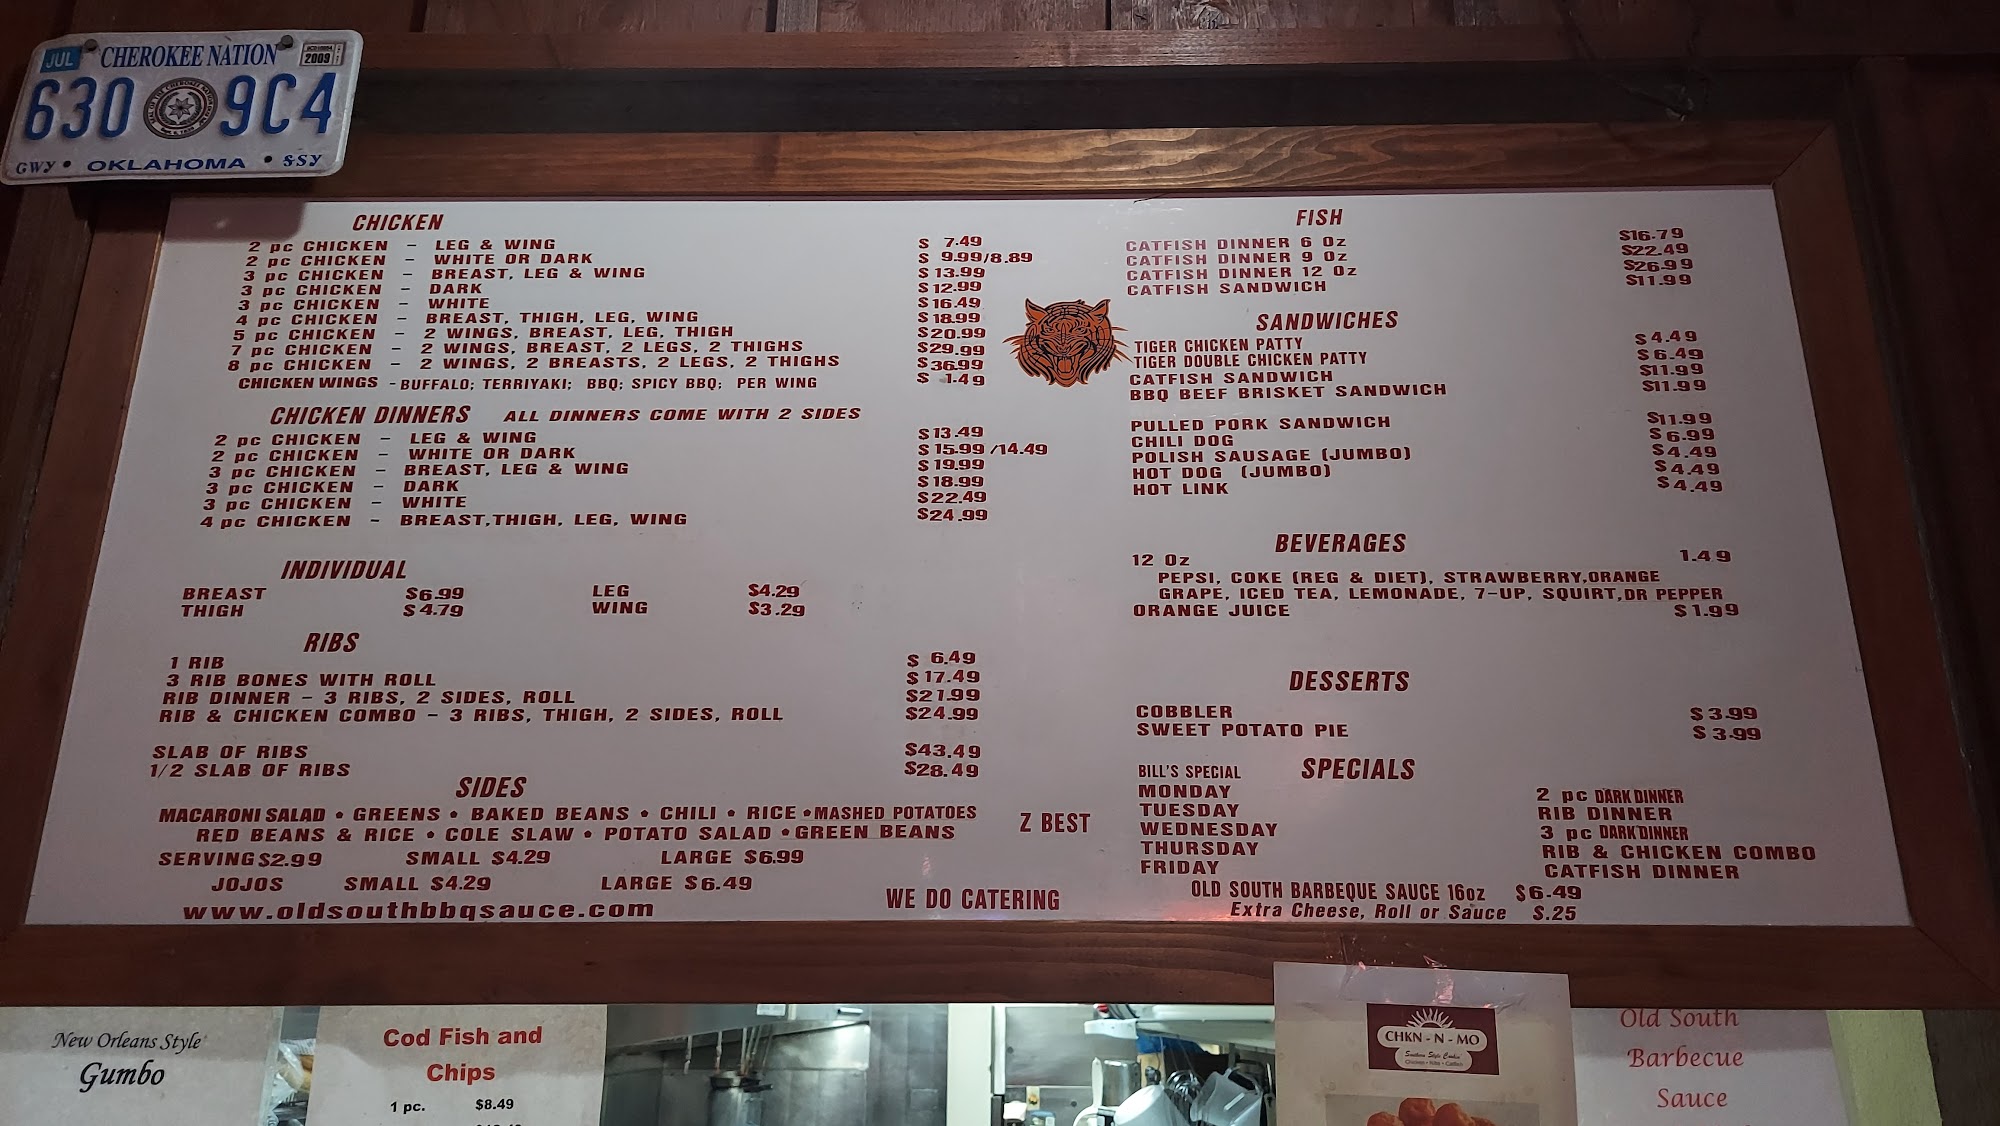 JUL CHEROKEE NATION 2009
630 9C4
GWY • OKLAHOMA • SSY
CHICKEN
2 pc CHICKEN – LEG & WING $ 7.49
2 pc CHICKEN – WHITE OR DARK $ 9.99/8.89
3 pc CHICKEN – BREAST, LEG & WING $ 13.99
3 pc CHICKEN – DARK $ 12.99
3 pc CHICKEN – WHITE $ 16.49
4 pc CHICKEN – BREAST, THIGH, LEG, WING $ 18.99
5 pc CHICKEN – 2 WINGS, BREAST, LEG, THIGH $20.99
7 pc CHICKEN – 2 WINGS, BREAST, 2 LEGS, 2 THIGHS $29.99
8 pc CHICKEN – 2 WINGS, 2 BREASTS, 2 LEGS, 2 THIGHS $36.99
CHICKEN WINGS - BUFFALO; TERRIYAKI; BBQ; SPICY BBQ; PER WING $ 1.49
CHICKEN DINNERS ALL DINNERS COME WITH 2 SIDES
2 pc CHICKEN – LEG & WING $ 13.49
2 pc CHICKEN – WHITE OR DARK $ 15.99 /14.49
3 pc CHICKEN – BREAST, LEG & WING $ 19.99
3 pc CHICKEN – DARK $ 18.99
3 pc CHICKEN – WHITE $22.49
4 pc CHICKEN – BREAST,THIGH, LEG, WING $24.99
INDIVIDUAL
BREAST $6.99 LEG $4.29
THIGH $4.79 WING $3.29
RIBS
1 RIB $ 6.49
3 RIB BONES WITH ROLL $ 17.49
RIB DINNER – 3 RIBS, 2 SIDES, ROLL $21.99
RIB & CHICKEN COMBO – 3 RIBS, THIGH, 2 SIDES, ROLL $24.99
SLAB OF RIBS $43.49
1/2 SLAB OF RIBS $28.49
SIDES
MACARONI SALAD • GREENS • BAKED BEANS • CHILI • RICE • MASHED POTATOES
RED BEANS & RICE • COLE SLAW • POTATO SALAD • GREEN BEANS
SERVING $2.99 SMALL $4.29 LARGE $6.99
JOJOS SMALL $4.29 LARGE $6.49
www.oldsouthbbqsauce.com
Z BEST
WE DO CATERING
FISH
CATFISH DINNER 6 Oz $16.79
CATFISH DINNER 9 Oz $22.49
CATFISH DINNER 12 Oz $26.99
CATFISH SANDWICH $11.99
SANDWICHES
TIGER CHICKEN PATTY $4.49
TIGER DOUBLE CHICKEN PATTY $6.49
CATFISH SANDWICH $11.99
BBQ BEEF BRISKET SANDWICH $11.99
PULLED PORK SANDWICH $11.99
CHILI DOG $6.99
POLISH SAUSAGE (JUMBO) $4.49
HOT DOG (JUMBO) $4.49
HOT LINK $4.49
BEVERAGES
12 Oz 1.49
PEPSI, COKE (REG & DIET), STRAWBERRY,ORANGE
GRAPE, ICED TEA, LEMONADE, 7-UP, SQUIRT,DR PEPPER
ORANGE JUICE $1.99
DESSERTS
COBBLER $3.99
SWEET POTATO PIE $3.99
BILL'S SPECIAL SPECIALS
MONDAY 2 pc DARK DINNER
TUESDAY RIB DINNER
WEDNESDAY 3 pc DARK DINNER
THURSDAY RIB & CHICKEN COMBO
FRIDAY CATFISH DINNER
OLD SOUTH BARBEQUE SAUCE 16oz $6.49
Extra Cheese, Roll or Sauce $.25
New Orleans Style
Gumbo
Cod Fish and
Chips
1 pc. $8.49
CHKN - N - MO
Southern Style Cookin
Old South
Barbecue
Sauce